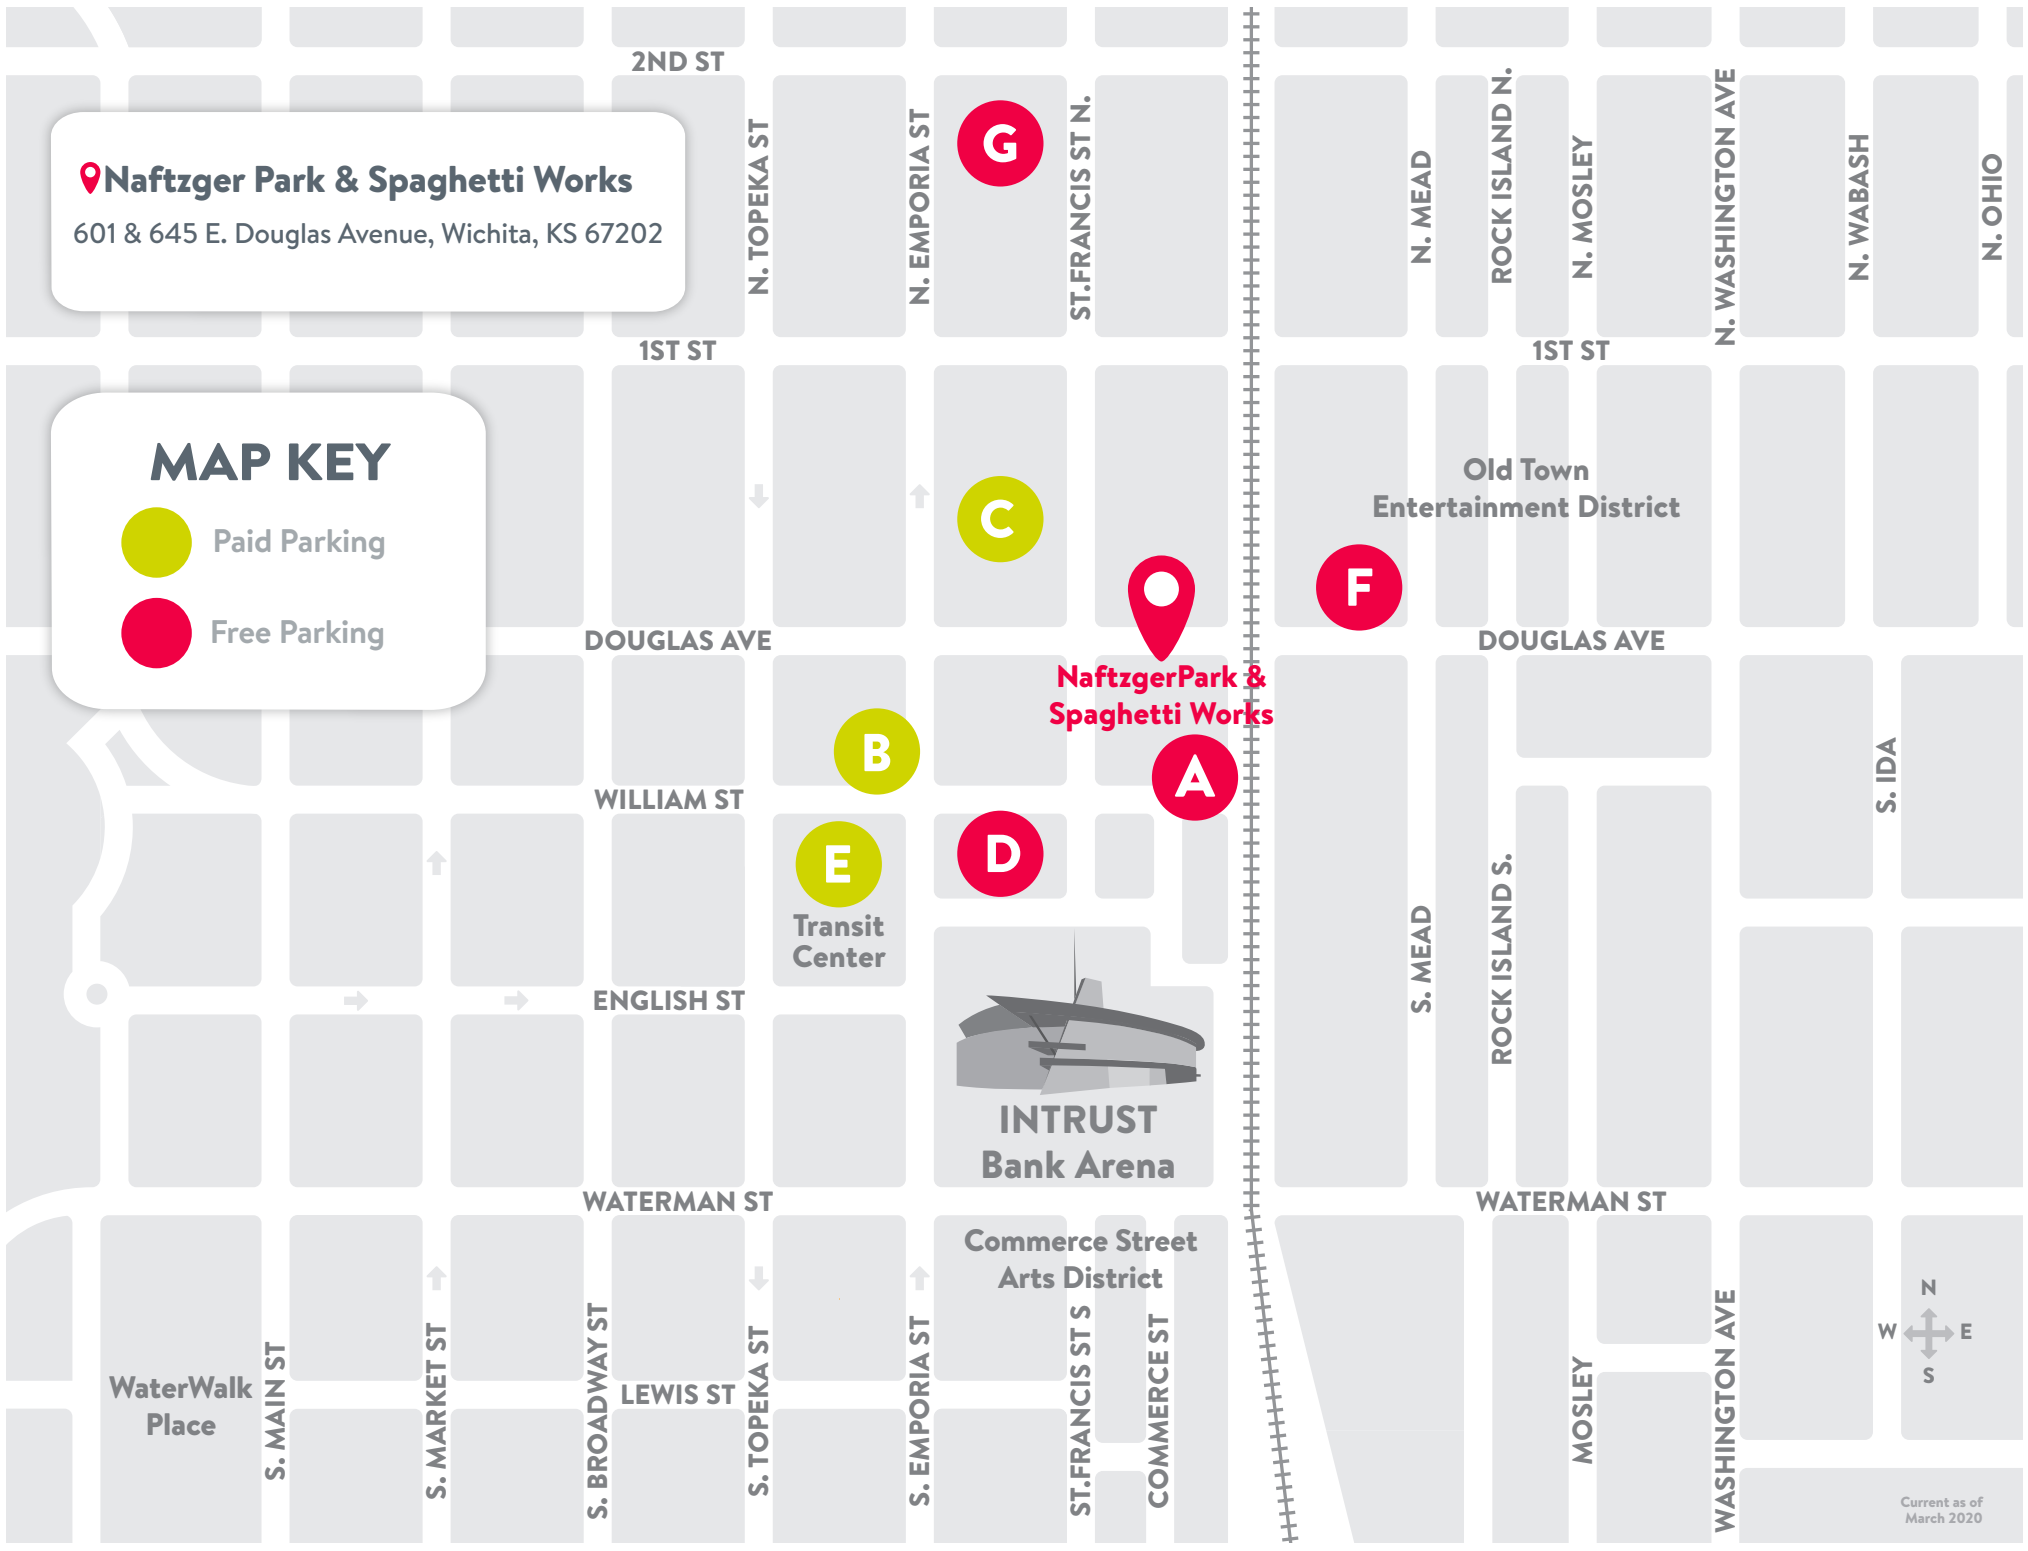 2ND ST
Naftzger Park & Spaghetti Works
601 & 645 E. Douglas Avenue, Wichita, KS 67202
N. TOPEKA ST
N. EMPORIA ST
G
ST.FRANCIS ST N.
N. MEAD
ROCK ISLAND N.
N. MOSLEY
N. WASHINGTON AVE
N. WABASH
N. OHIO
1ST ST
1ST ST
MAP KEY
Paid Parking
Free Parking
C
Old Town
Entertainment District
F
DOUGLAS AVE
DOUGLAS AVE
NaftzgerPark &
Spaghetti Works
B
A
WILLIAM ST
S. IDA
E
D
Transit
Center
S. MEAD
ROCK ISLAND S.
ENGLISH ST
INTRUST
Bank Arena
WATERMAN ST
WATERMAN ST
Commerce Street
Arts District
WaterWalk
Place
S. MAIN ST
S. MARKET ST
S. BROADWAY ST
LEWIS ST
S. TOPEKA ST
S. EMPORIA ST
ST.FRANCIS ST S
COMMERCE ST
MOSLEY
WASHINGTON AVE
N
W
E
S
Current as of
March 2020